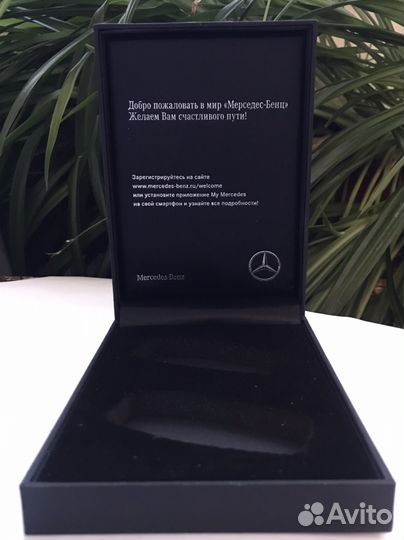 Добро пожаловать в мир «Мерседес-Бенц»
Желаем Вам счастливого пути!
Зарегистрируйтесь на сайте
www.mercedes-benz.ru/welcome
или установите приложение My Mercedes
на свой смартфон и узнайте все подробности!
Mercedes-Benz
Avito